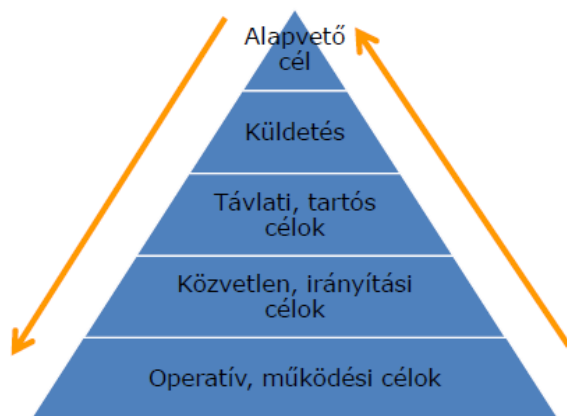 Alapvető
cél
Küldetés
Távlati, tartós
célok
Közvetlen, irányítási
célok
Operatív, működési célok